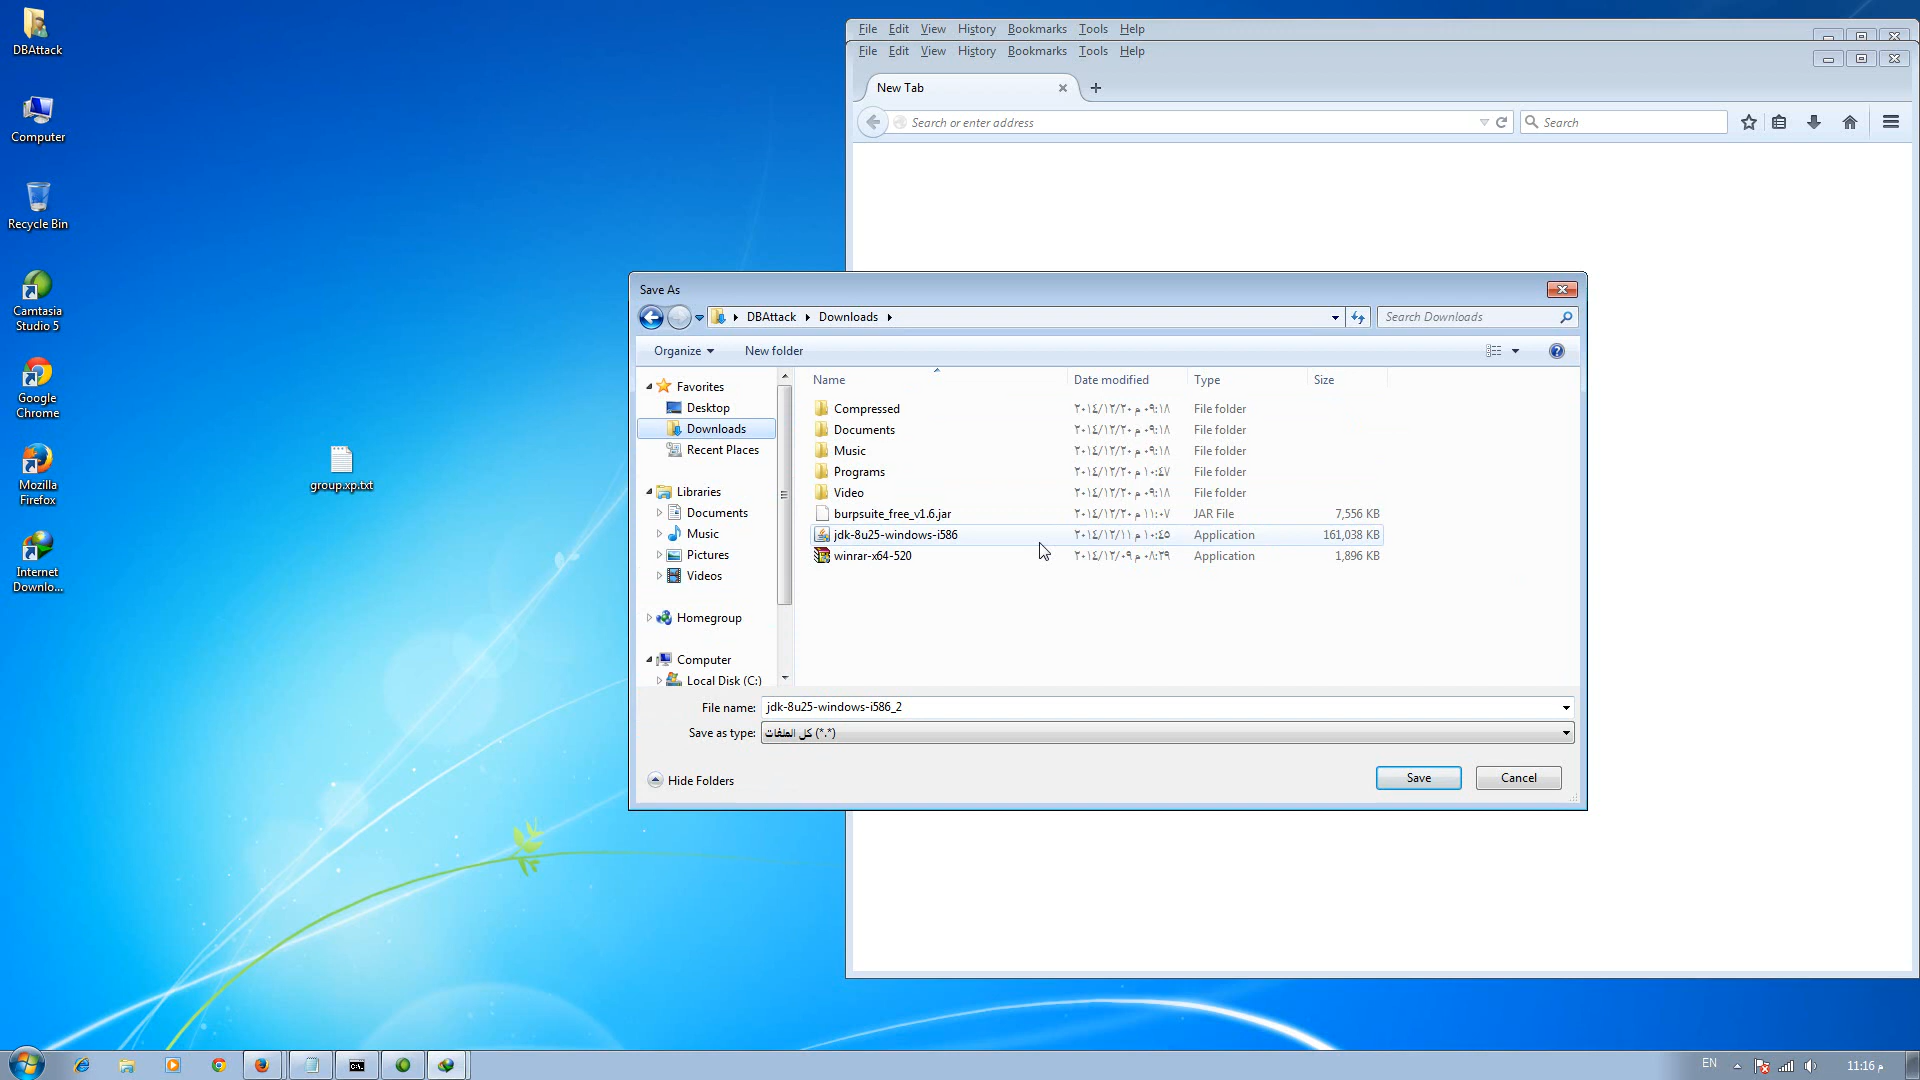 DBAttack
Computer
Recycle Bin
Camtasia
Studio 5
Google
Chrome
Mozilla
Firefox
Internet
Downlo...
group.xp.txt
File Edit View History Bookmarks Tools Help
File Edit View History Bookmarks Tools Help
New Tab
Search or enter address
Search
Save As
DBAttack Downloads
Search Downloads
Organize New folder
Favorites
Desktop
Downloads
Recent Places
Libraries
Documents
Music
Pictures
Videos
Homegroup
Computer
Local Disk (C:)
Name Date modified Type Size
Compressed ٢٠١٤/١٢/٢٠ م ٠٩:١٨ File folder
Documents ٢٠١٤/١٢/٢٠ م ٠٩:١٨ File folder
Music ٢٠١٤/١٢/٢٠ م ٠٩:١٨ File folder
Programs ٢٠١٤/١٢/٢٠ م ١٠:٤٧ File folder
Video ٢٠١٤/١٢/٢٠ م ٠٩:١٨ File folder
burpsuite_free_v1.6.jar ٢٠١٤/١٢/٢٠ م ١١:٠٧ JAR File 7,556 KB
jdk-8u25-windows-i586 ٢٠١٤/١٢/١١ م ١٠:٤٥ Application 161,038 KB
winrar-x64-520 ٢٠١٤/١٢/٠٩ م ٠٨:٢٩ Application 1,896 KB
File name: jdk-8u25-windows-i586_2
Save as type: كل الملفات (*.*)
Hide Folders
Save
Cancel
C:\.
EN
11:16 م